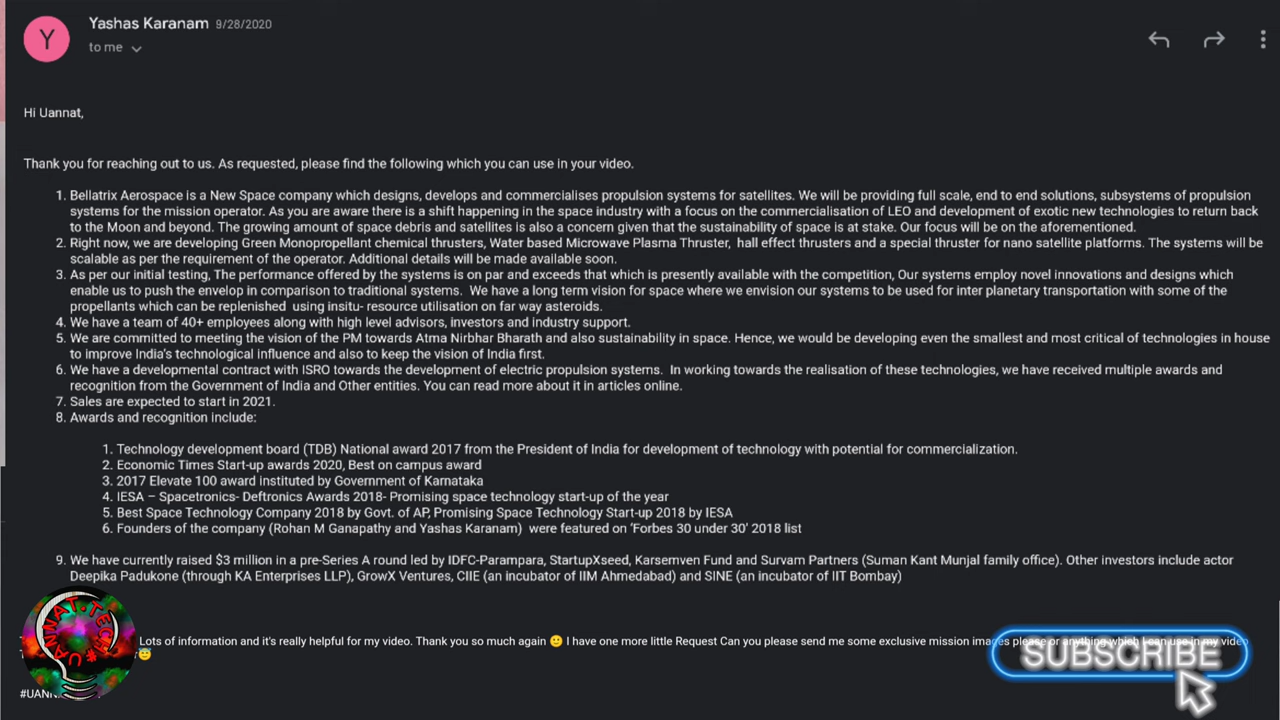 Y
Yashas Karanam 9/28/2020
to me
Hi Uannat,
Thank you for reaching out to us. As requested, please find the following which you can use in your video.
1. Bellatrix Aerospace is a New Space company which designs, develops and commercialises propulsion systems for satellites. We will be providing full scale, end to end solutions, subsystems of propulsion
systems for the mission operator. As you are aware there is a shift happening in the space industry with a focus on the commercialisation of LEO and development of exotic new technologies to return back
to the Moon and beyond. The growing amount of space debris and satellites is also a concern given that the sustainability of space is at stake. Our focus will be on the aforementioned.
2. Right now, we are developing Green Monopropellant chemical thrusters, Water based Microwave Plasma Thruster, hall effect thrusters and a special thruster for nano satellite platforms. The systems will be
scalable as per the requirement of the operator. Additional details will be made available soon.
3. As per our initial testing, The performance offered by the systems is on par and exceeds that which is presently available with the competition, Our systems employ novel innovations and designs which
enable us to push the envelop in comparison to traditional systems. We have a long term vision for space where we envision our systems to be used for inter planetary transportation with some of the
propellants which can be replenished using insitu- resource utilisation on far way asteroids.
4. We have a team of 40+ employees along with high level advisors, investors and industry support.
5. We are committed to meeting the vision of the PM towards Atma Nirbhar Bharath and also sustainability in space. Hence, we would be developing even the smallest and most critical of technologies in house
to improve India's technological influence and also to keep the vision of India first.
6. We have a developmental contract with ISRO towards the development of electric propulsion systems. In working towards the realisation of these technologies, we have received multiple awards and
recognition from the Government of India and Other entities. You can read more about it in articles online.
7. Sales are expected to start in 2021.
8. Awards and recognition include:
1. Technology development board (TDB) National award 2017 from the President of India for development of technology with potential for commercialization.
2. Economic Times Start-up awards 2020, Best on campus award
3. 2017 Elevate 100 award instituted by Government of Karnataka
4. IESA – Spacetronics- Deftronics Awards 2018- Promising space technology start-up of the year
5. Best Space Technology Company 2018 by Govt. of AP, Promising Space Technology Start-up 2018 by IESA
6. Founders of the company (Rohan M Ganapathy and Yashas Karanam) were featured on 'Forbes 30 under 30' 2018 list
9. We have currently raised $3 million in a pre-Series A round led by IDFC-Parampara, StartupXseed, Karsemven Fund and Survam Partners (Suman Kant Munjal family office). Other investors include actor
Deepika Padukone (through KA Enterprises LLP), GrowX Ventures, CIIE (an incubator of IIM Ahmedabad) and SINE (an incubator of IIT Bombay)
Lots of information and it's really helpful for my video. Thank you so much again 🙂 I have one more little Request Can you please send me some exclusive mission images please or anything which I can use in my video
UANNAT.TECH
#UANNAT
SUBSCRIBE